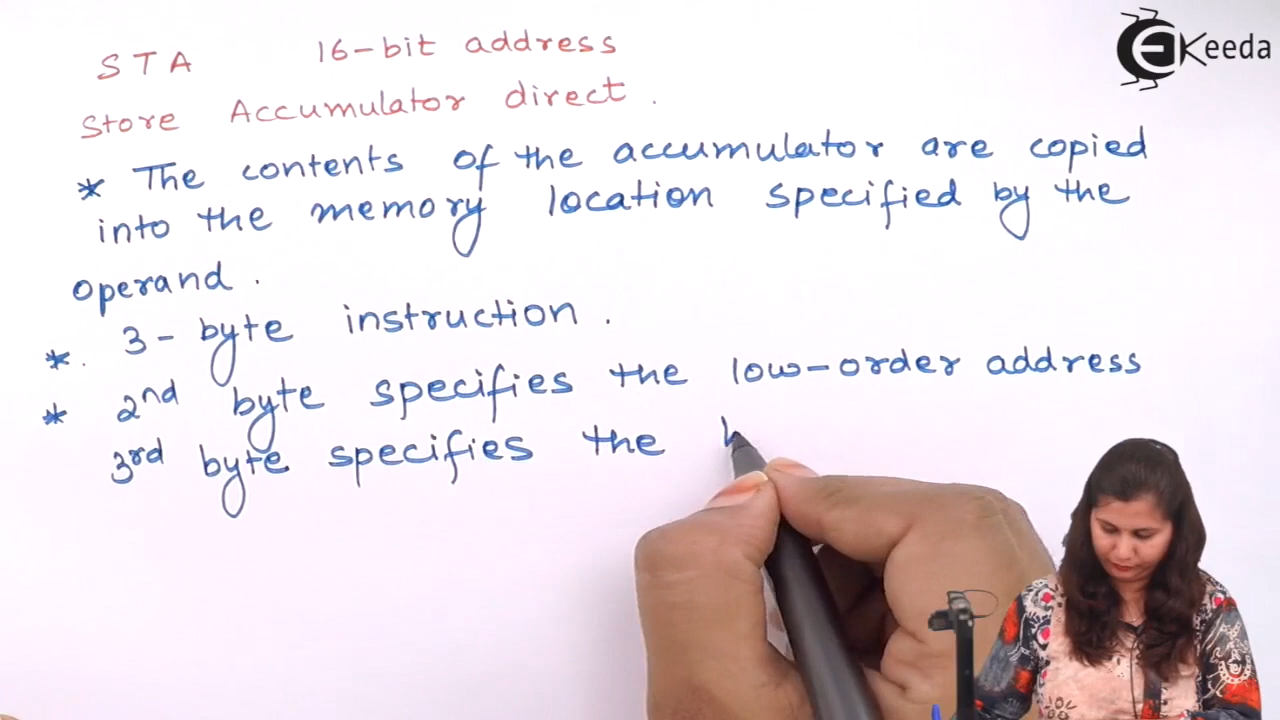 STA 16-bit address
Store Accumulator direct.
* The contents of the accumulator are copied
into the memory location specified by the
operand.
*. 3-byte instruction.
* 2nd byte specifies the low-order address
3rd byte specifies the h
EKeeda